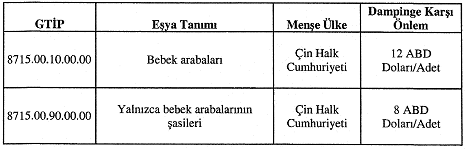 GTİP Eşya Tanımı Menşe Ülke Dampinge Karşı Önlem
8715.00.10.00.00 Bebek arabaları Çin Halk Cumhuriyeti 12 ABD Doları/Adet
8715.00.90.00.00 Yalnızca bebek arabalarının şasileri Çin Halk Cumhuriyeti 8 ABD Doları/Adet